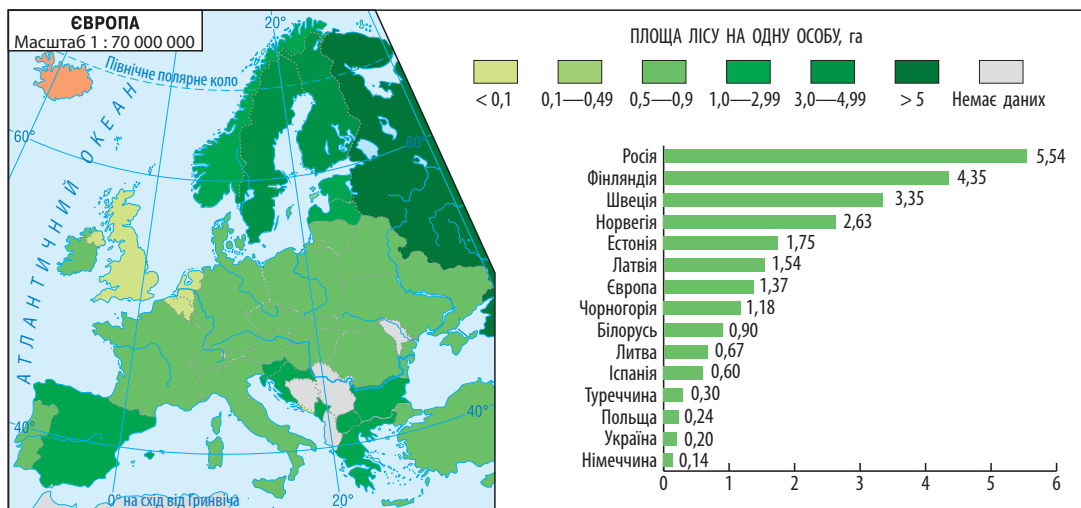 ЄВРОПА
Масштаб 1 : 70 000 000
20°
Північне полярне коло
60°
60°
АТЛАНТИЧНИЙ ОКЕАН
40°
40°
0° на схід від Гринвіча
20°
ПЛОЩА ЛІСУ НА ОДНУ ОСОБУ, га
< 0,1
0,1—0,49
0,5—0,9
1,0—2,99
3,0—4,99
> 5
Немає даних
Росія 5,54
Фінляндія 4,35
Швеція 3,35
Норвегія 2,63
Естонія 1,75
Латвія 1,54
Європа 1,37
Чорногорія 1,18
Білорусь 0,90
Литва 0,67
Іспанія 0,60
Туреччина 0,30
Польща 0,24
Україна 0,20
Німеччина 0,14
0 1 2 3 4 5 6